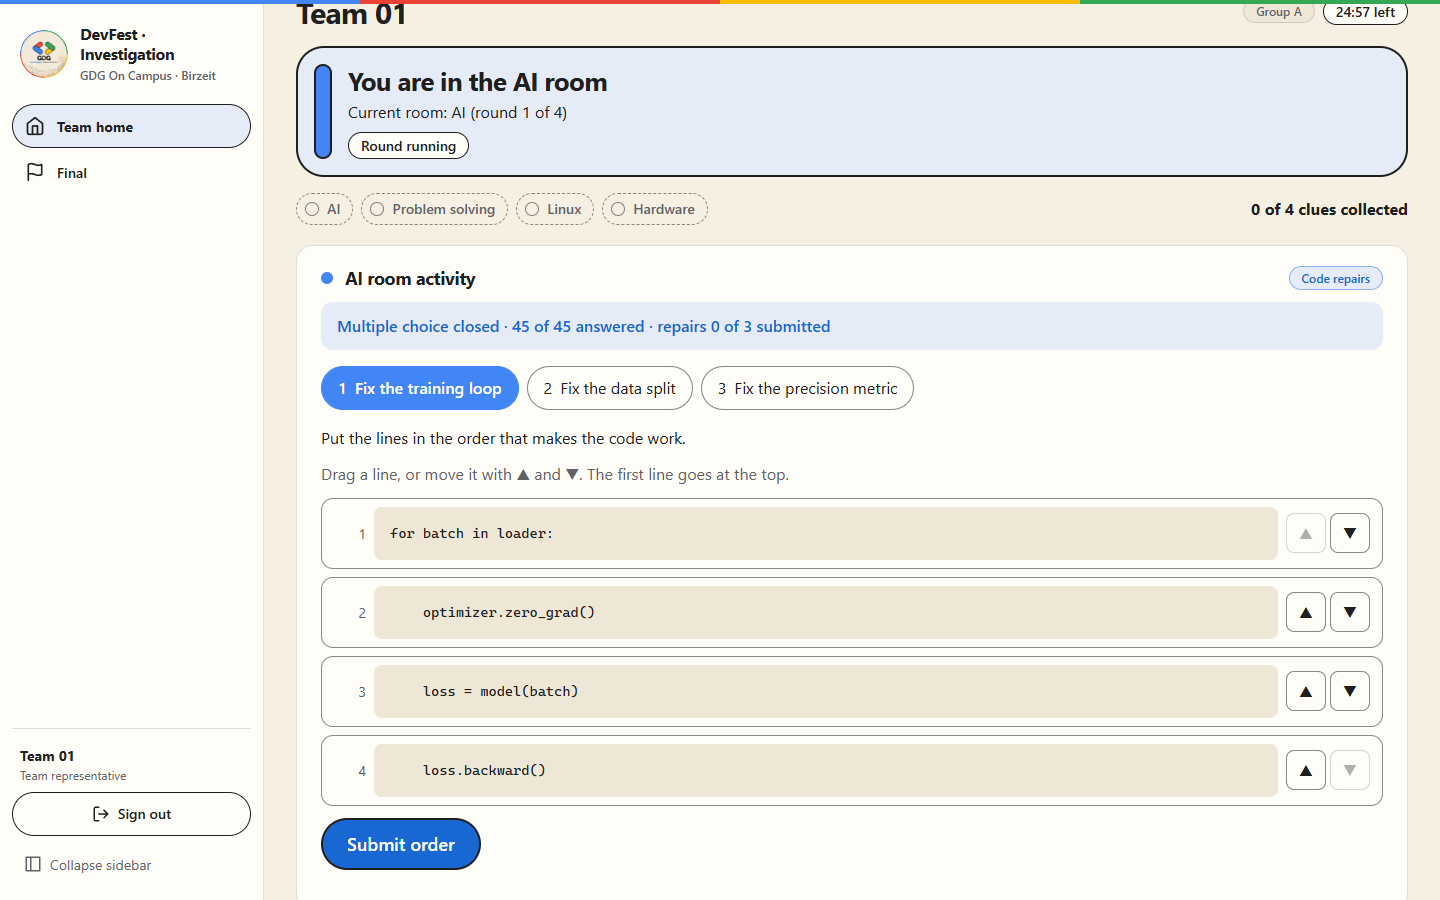 DevFest ·
Investigation
GDG On Campus · Birzeit
Team home
Final
Team 01
Team representative
Sign out
Collapse sidebar
Team 01
Group A
24:57 left
You are in the AI room
Current room: AI (round 1 of 4)
Round running
AI
Problem solving
Linux
Hardware
0 of 4 clues collected
AI room activity
Code repairs
Multiple choice closed · 45 of 45 answered · repairs 0 of 3 submitted
1 Fix the training loop
2 Fix the data split
3 Fix the precision metric
Put the lines in the order that makes the code work.
Drag a line, or move it with ▲ and ▼. The first line goes at the top.
1 for batch in loader:
2 optimizer.zero_grad()
3 loss = model(batch)
4 loss.backward()
Submit order